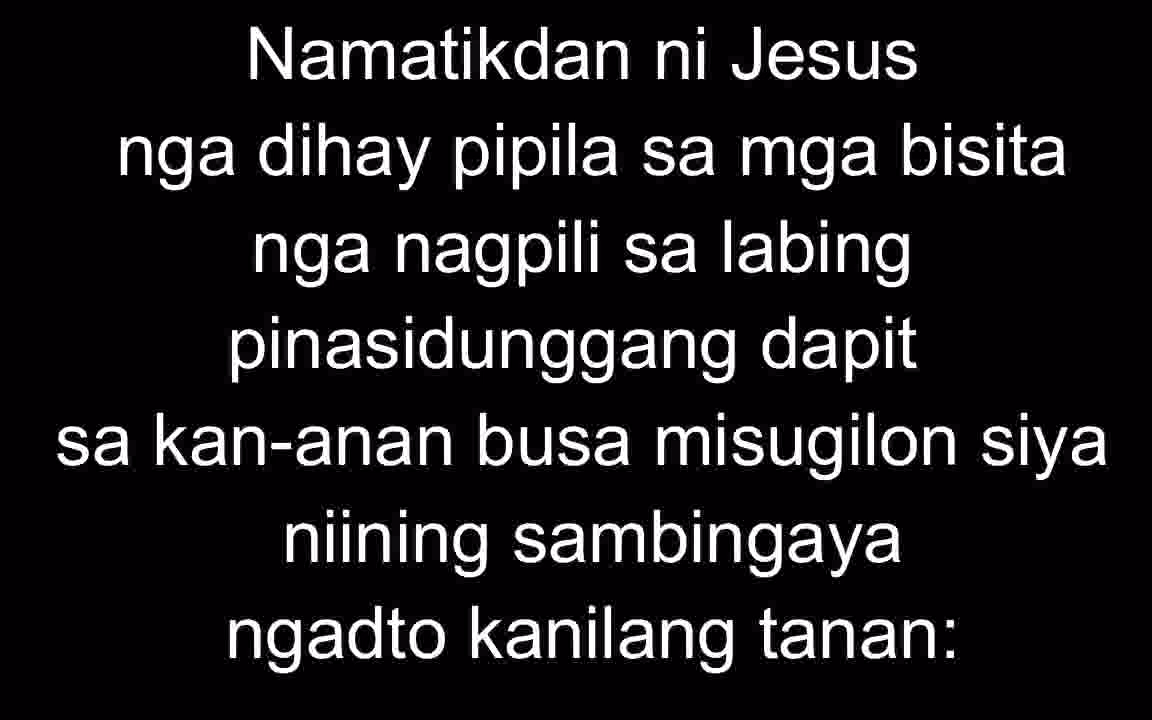 Namatikdan ni Jesus
nga dihay pipila sa mga bisita
nga nagpili sa labing
pinasidunggang dapit
sa kan-anan busa misugilon siya
niining sambingaya
ngadto kanilang tanan: